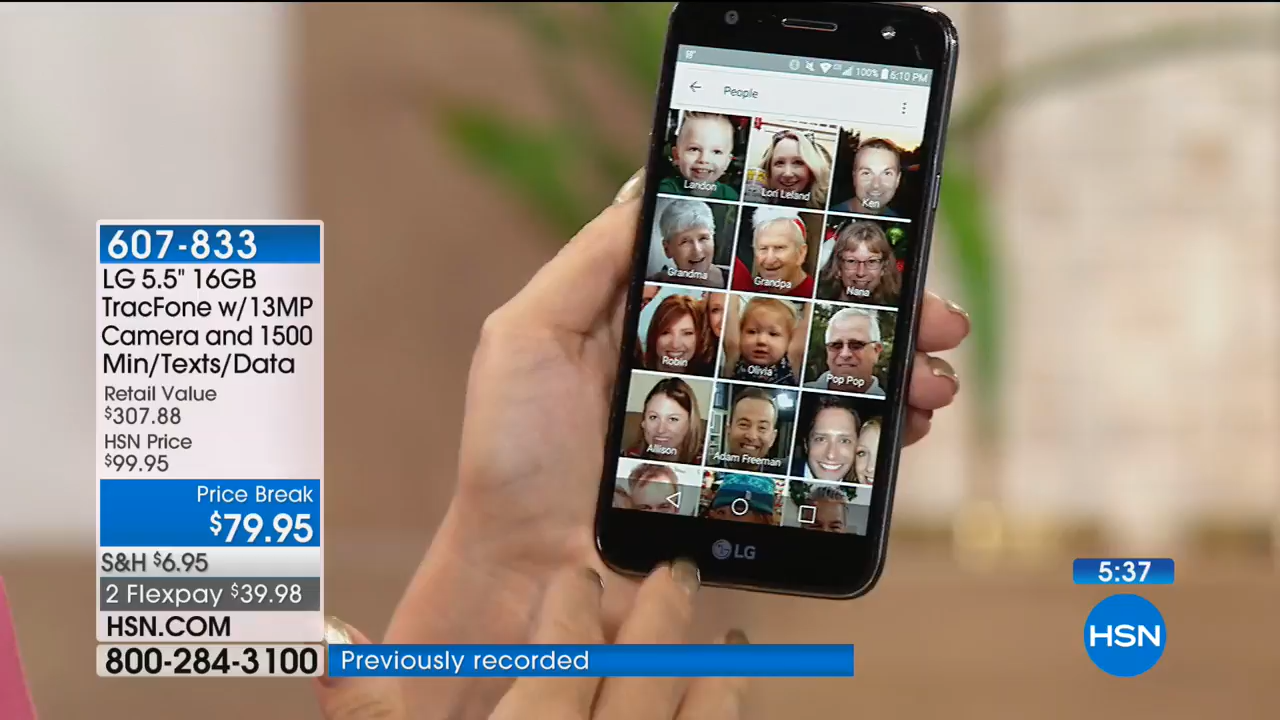 607-833
LG 5.5" 16GB
TracFone w/13MP
Camera and 1500
Min/Texts/Data
Retail Value
$307.88
HSN Price
$99.95
Price Break
$79.95
S&H $6.95
2 Flexpay $39.98
HSN.COM
800-284-3100
Previously recorded
5:37
HSN
100% 6:10 PM
People
Landon
Lori Leland
Ken
Grandma
Grandpa
Nana
Robin
Olivia
Pop Pop
Allison
Adam Freeman
LG